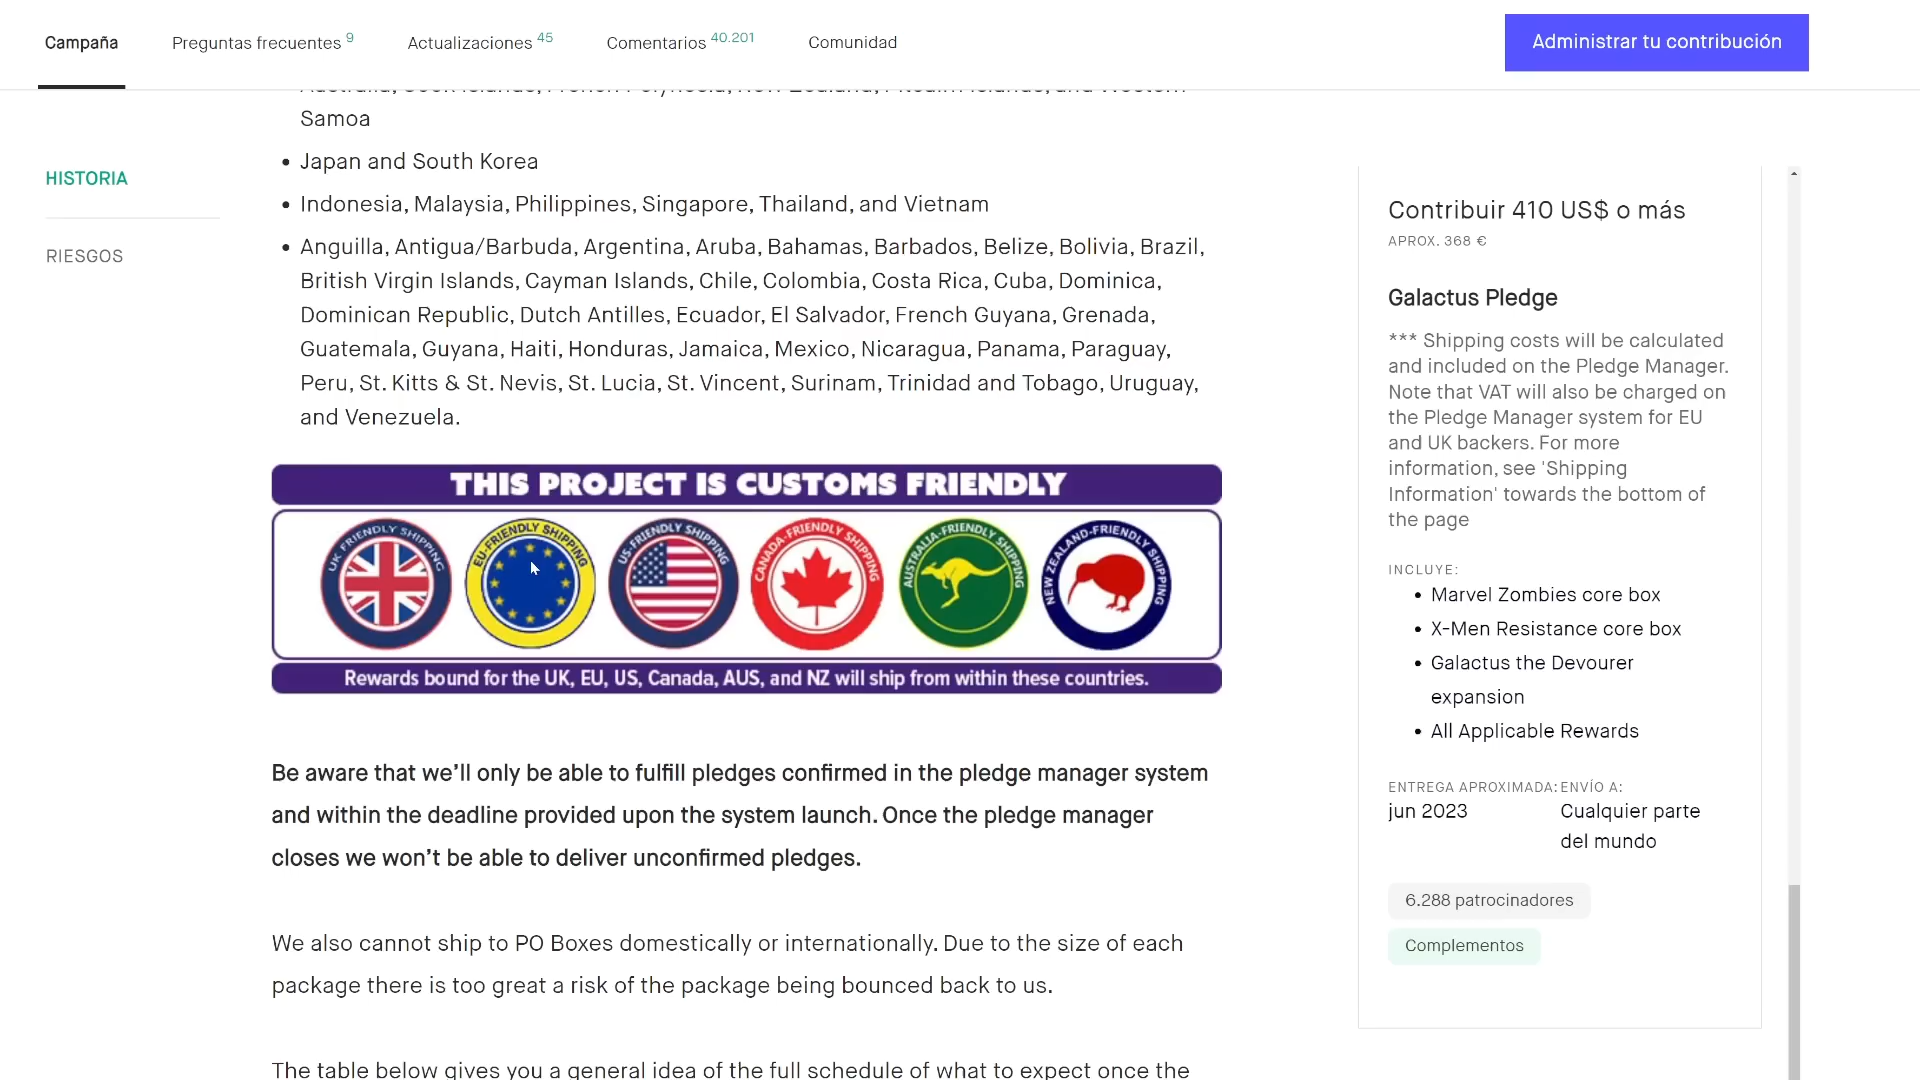 Campaña
Preguntas frecuentes 9
Actualizaciones 45
Comentarios 40.201
Comunidad
Administrar tu contribución
HISTORIA
RIESGOS
Samoa
• Japan and South Korea
• Indonesia, Malaysia, Philippines, Singapore, Thailand, and Vietnam
• Anguilla, Antigua/Barbuda, Argentina, Aruba, Bahamas, Barbados, Belize, Bolivia, Brazil,
British Virgin Islands, Cayman Islands, Chile, Colombia, Costa Rica, Cuba, Dominica,
Dominican Republic, Dutch Antilles, Ecuador, El Salvador, French Guyana, Grenada,
Guatemala, Guyana, Haiti, Honduras, Jamaica, Mexico, Nicaragua, Panama, Paraguay,
Peru, St. Kitts & St. Nevis, St. Lucia, St. Vincent, Surinam, Trinidad and Tobago, Uruguay,
and Venezuela.
THIS PROJECT IS CUSTOMS FRIENDLY
UK FRIENDLY SHIPPING
EU-FRIENDLY SHIPPING
US-FRIENDLY SHIPPING
CANADA-FRIENDLY SHIPPING
AUSTRALIA-FRIENDLY SHIPPING
NEW ZEALAND-FRIENDLY SHIPPING
Rewards bound for the UK, EU, US, Canada, AUS, and NZ will ship from within these countries.
Be aware that we’ll only be able to fulfill pledges confirmed in the pledge manager system
and within the deadline provided upon the system launch. Once the pledge manager
closes we won’t be able to deliver unconfirmed pledges.
We also cannot ship to PO Boxes domestically or internationally. Due to the size of each
package there is too great a risk of the package being bounced back to us.
The table below gives you a general idea of the full schedule of what to expect once the
Contribuir 410 US$ o más
APROX. 368 €
Galactus Pledge
*** Shipping costs will be calculated
and included on the Pledge Manager.
Note that VAT will also be charged on
the Pledge Manager system for EU
and UK backers. For more
information, see 'Shipping
Information' towards the bottom of
the page
INCLUYE:
• Marvel Zombies core box
• X-Men Resistance core box
• Galactus the Devourer
expansion
• All Applicable Rewards
ENTREGA APROXIMADA:
jun 2023
ENVÍO A:
Cualquier parte
del mundo
6.288 patrocinadores
Complementos